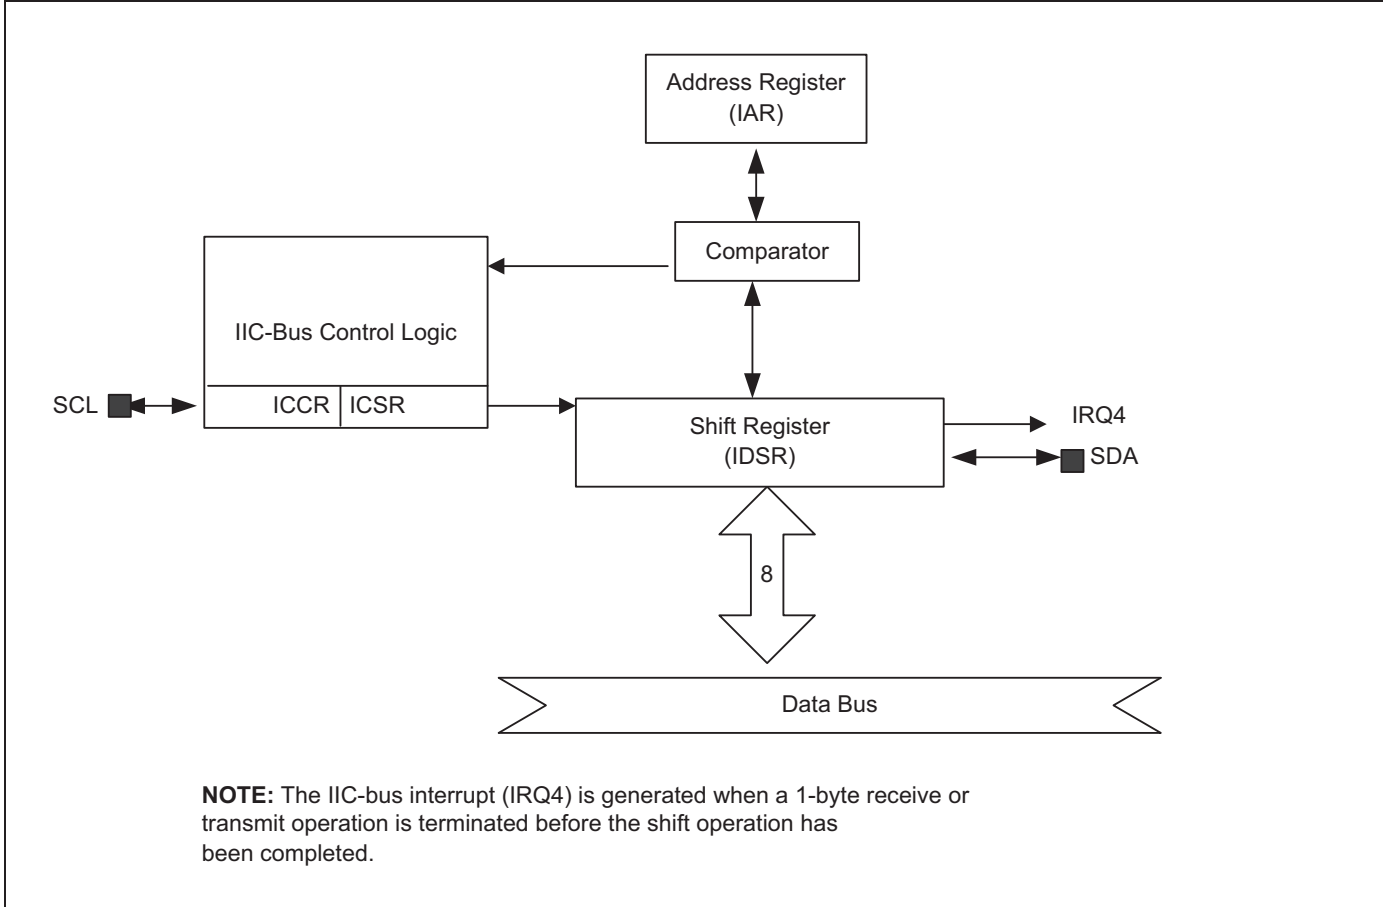 Address Register
(IAR)
Comparator
IIC-Bus Control Logic
SCL
ICCR
ICSR
Shift Register
(IDSR)
IRQ4
SDA
8
Data Bus
NOTE: The IIC-bus interrupt (IRQ4) is generated when a 1-byte receive or
transmit operation is terminated before the shift operation has
been completed.